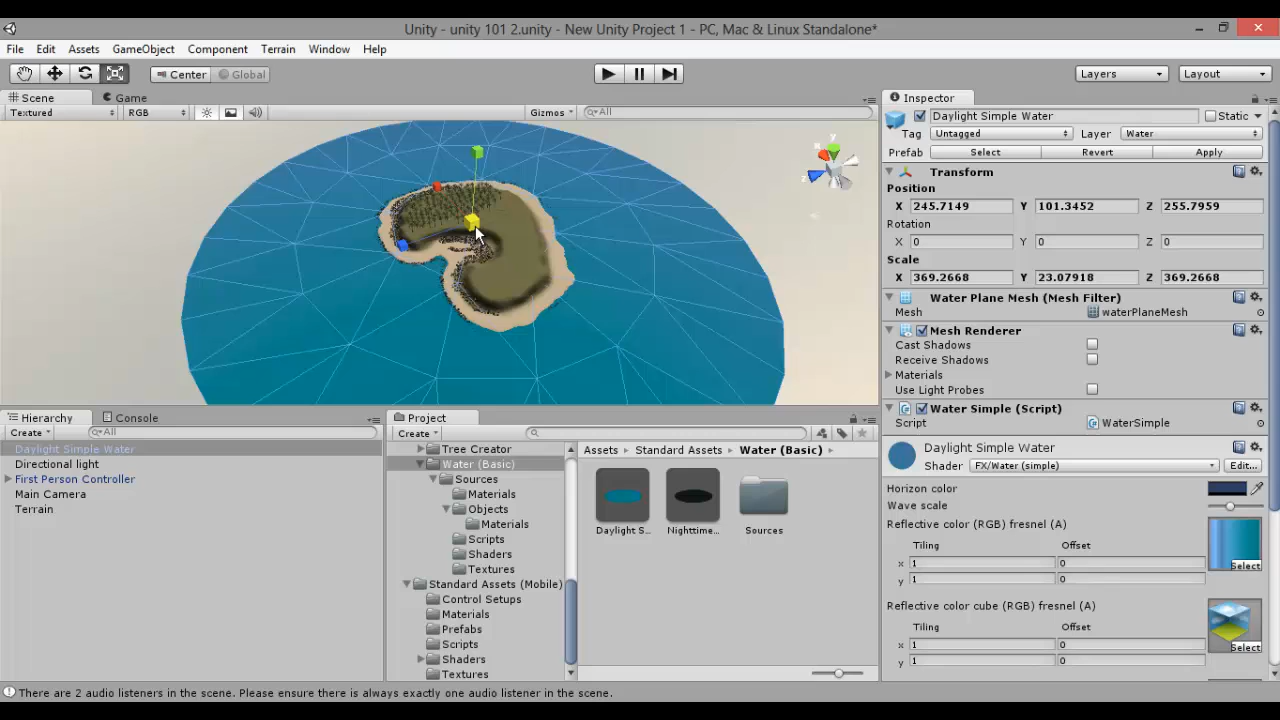 Unity - unity 101 2.unity - New Unity Project 1 - PC, Mac & Linux Standalone*
File Edit Assets GameObject Component Terrain Window Help
Center Global Layers Layout
Scene Game
Textured RGB Gizmos All
y
x
z
Inspector
Daylight Simple Water Static
Tag Untagged Layer Water
Prefab Select Revert Apply
Transform
Position
X 245.7149 Y 101.3452 Z 255.7959
Rotation
X 0 Y 0 Z 0
Scale
X 369.2668 Y 23.07918 Z 369.2668
Water Plane Mesh (Mesh Filter)
Mesh waterPlaneMesh
Mesh Renderer
Cast Shadows
Receive Shadows
Materials
Use Light Probes
Water Simple (Script)
Script WaterSimple
Daylight Simple Water
Shader FX/Water (simple) Edit...
Horizon color
Wave scale
Reflective color (RGB) fresnel (A)
Tiling Offset
x 1 0
y 1 0
Select
Reflective color cube (RGB) fresnel (A)
Tiling Offset
x 1 0
y 1 0
Select
Hierarchy Console
Create All
Daylight Simple Water
Directional light
First Person Controller
Main Camera
Terrain
Project
Create
Tree Creator
Water (Basic)
Sources
Materials
Objects
Materials
Scripts
Shaders
Textures
Standard Assets (Mobile)
Control Setups
Materials
Prefabs
Scripts
Shaders
Textures
Assets Standard Assets Water (Basic)
Daylight S... Nighttime... Sources
There are 2 audio listeners in the scene. Please ensure there is always exactly one audio listener in the scene.